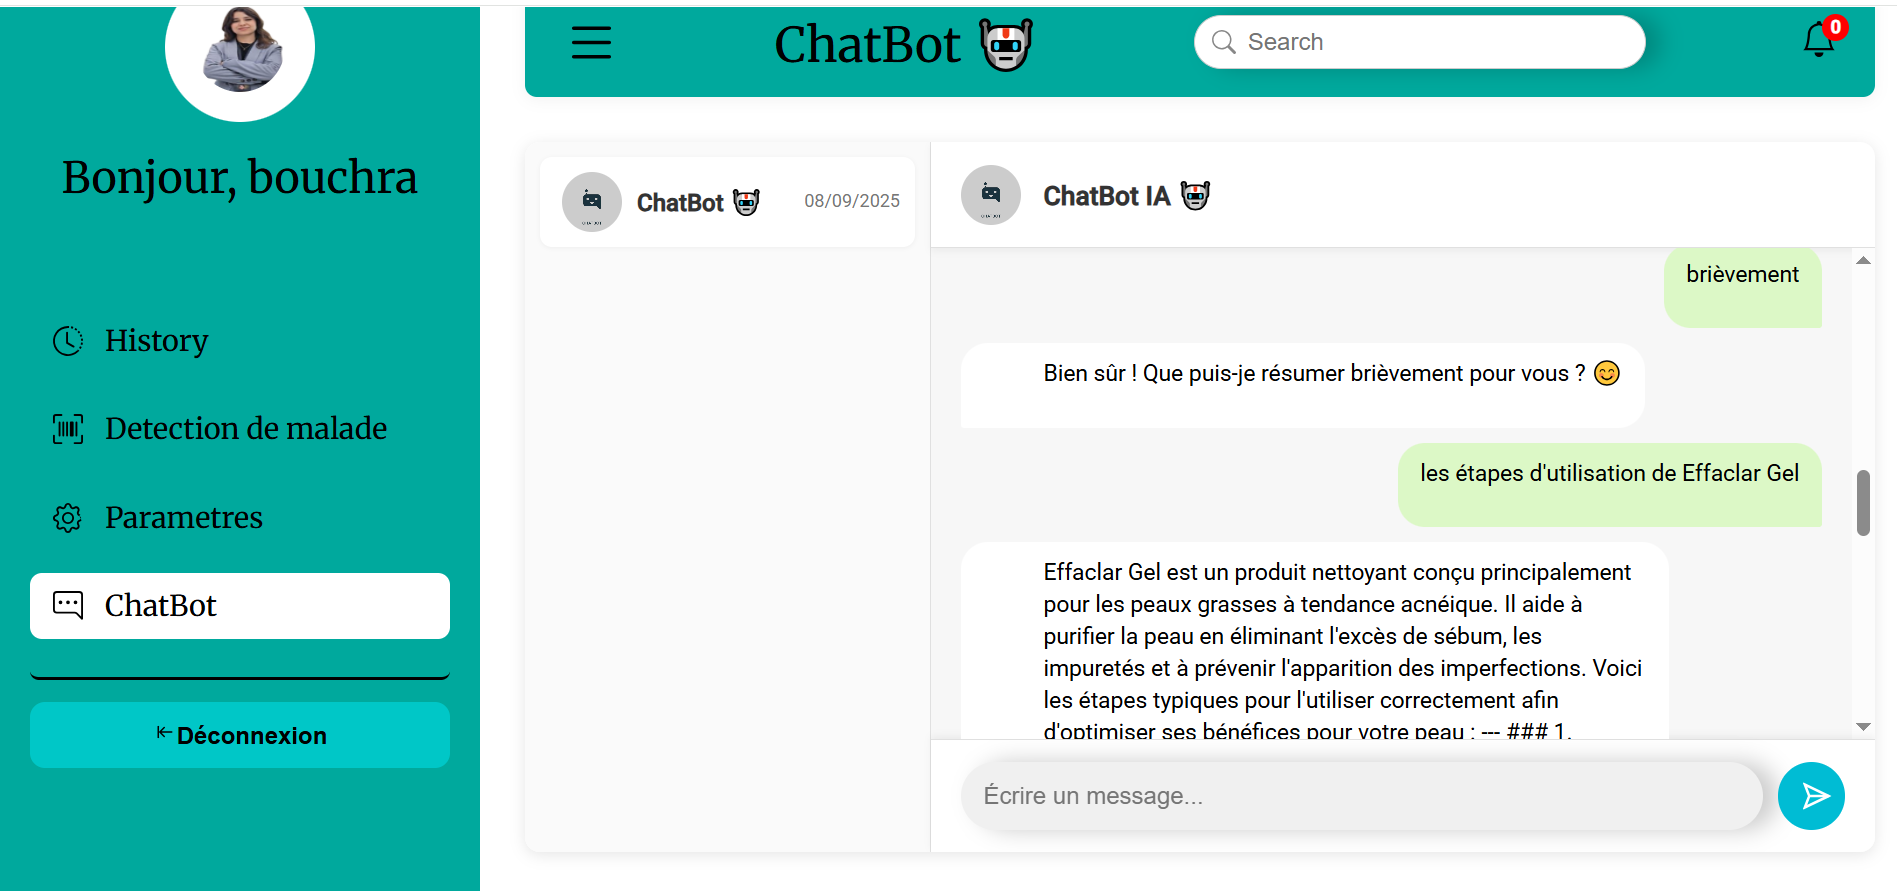 Bonjour, bouchra
History
Detection de malade
Parametres
ChatBot
Déconnexion
ChatBot
Search
0
ChatBot
08/09/2025
ChatBot IA
brièvement
Bien sûr ! Que puis-je résumer brièvement pour vous ? 😊
les étapes d'utilisation de Effaclar Gel
Effaclar Gel est un produit nettoyant conçu principalement
pour les peaux grasses à tendance acnéique. Il aide à
purifier la peau en éliminant l'excès de sébum, les
impuretés et à prévenir l'apparition des imperfections. Voici
les étapes typiques pour l'utiliser correctement afin
d'optimiser ses bénéfices pour votre peau : --- ### 1.
Écrire un message...